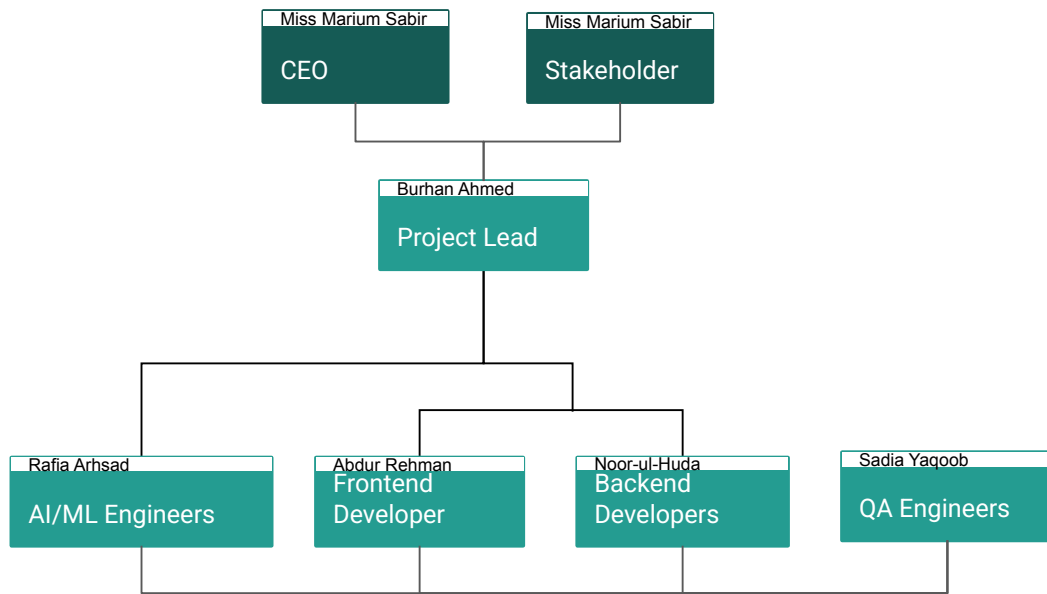 Miss Marium Sabir
CEO
Miss Marium Sabir
Stakeholder
Burhan Ahmed
Project Lead
Rafia Arhsad
AI/ML Engineers
Abdur Rehman
Frontend
Developer
Noor-ul-Huda
Backend
Developers
Sadia Yaqoob
QA Engineers